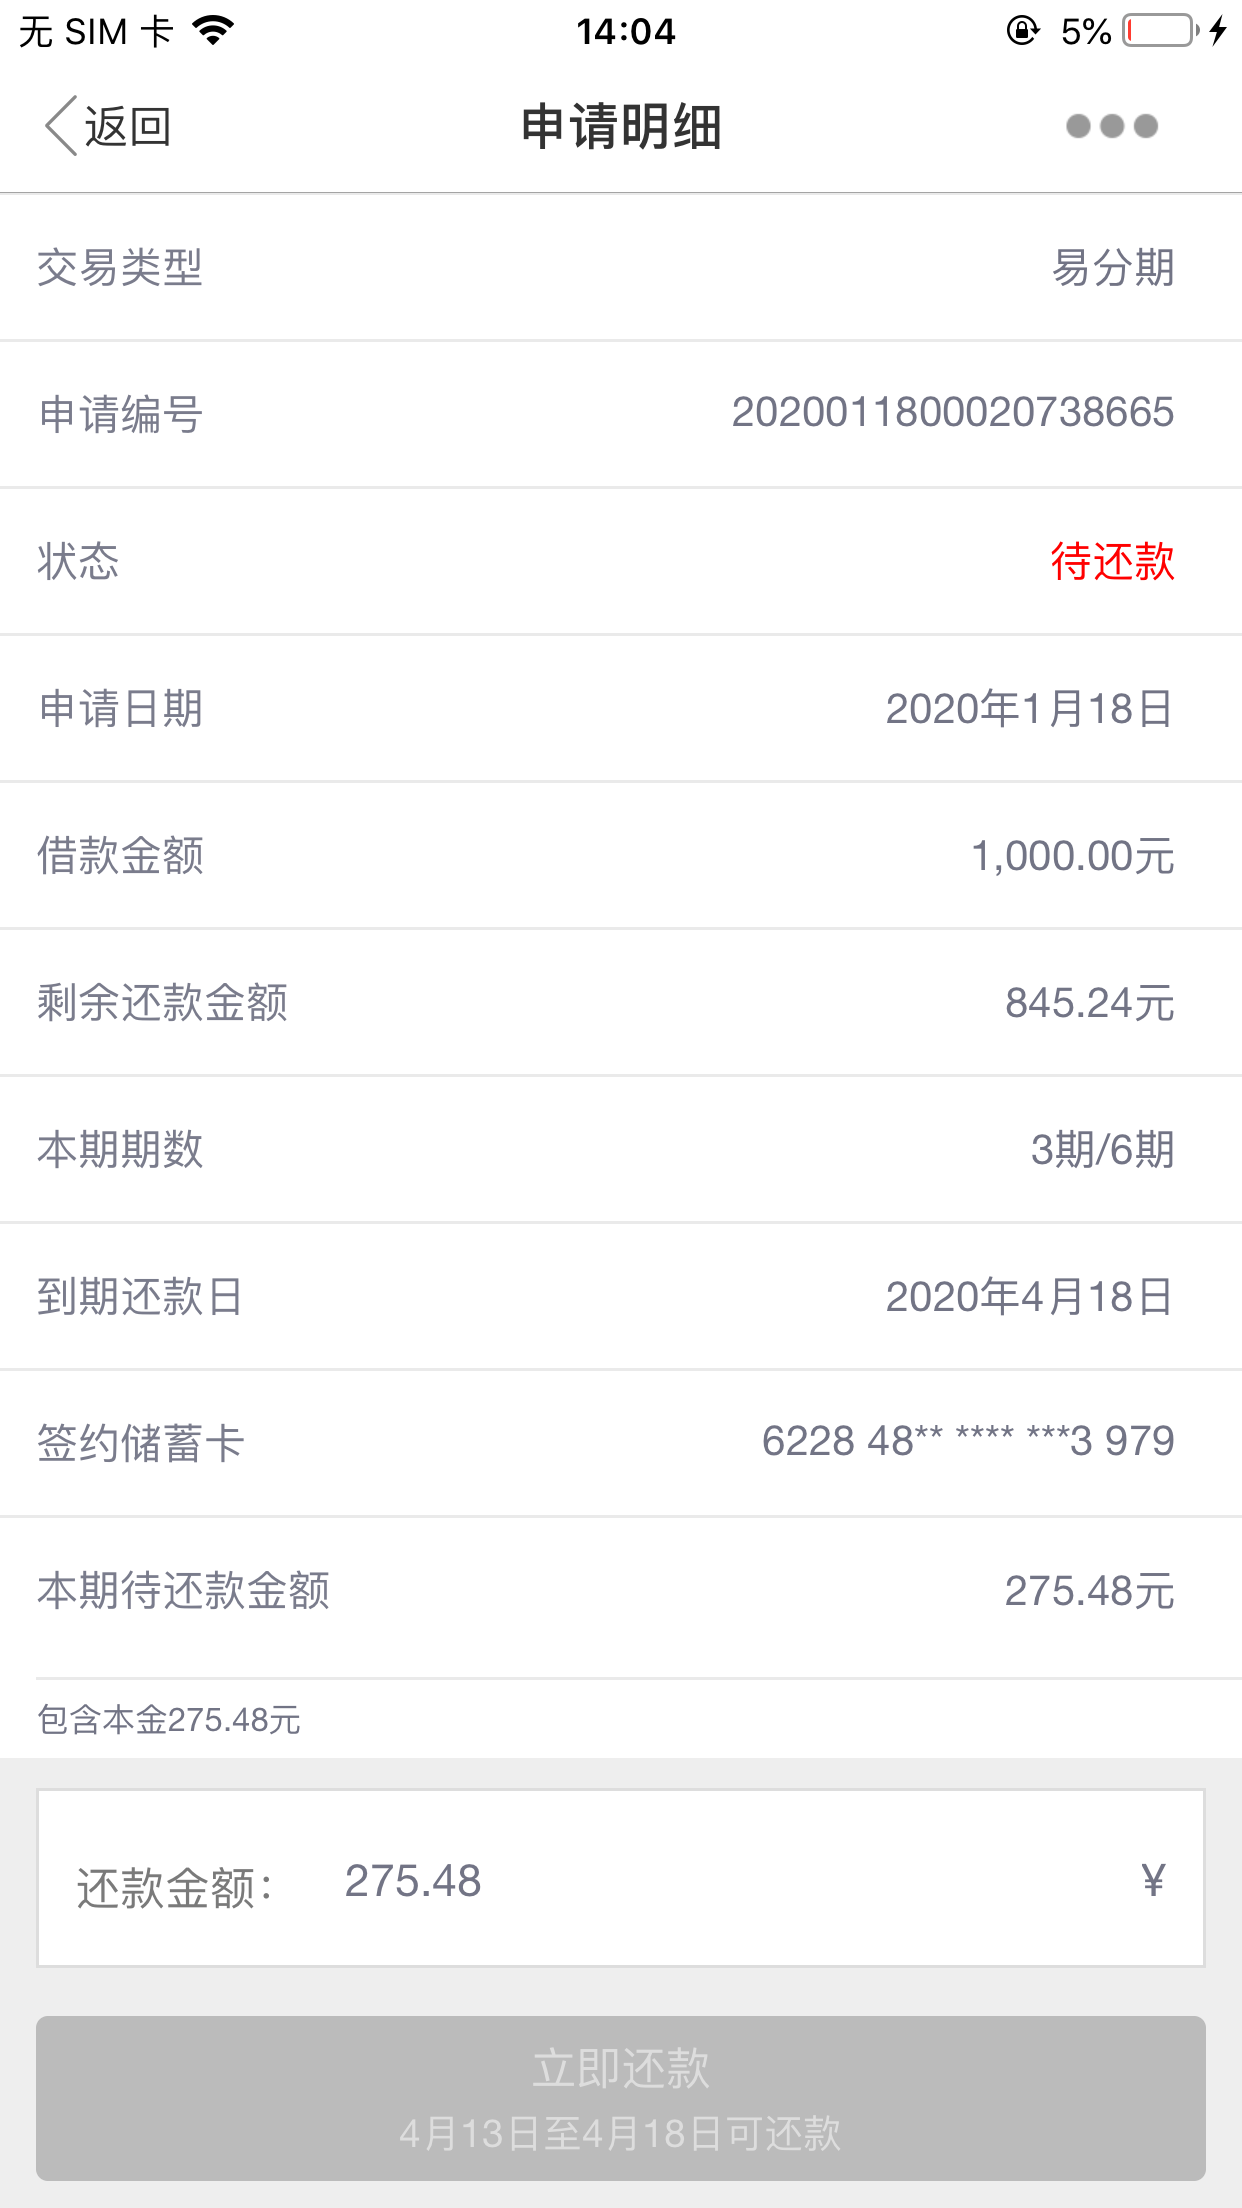 无 SIM 卡 14:04 5%
返回 申请明细
交易类型 易分期
申请编号 2020011800020738665
状态 待还款
申请日期 2020年1月18日
借款金额 1,000.00元
剩余还款金额 845.24元
本期期数 3期/6期
到期还款日 2020年4月18日
签约储蓄卡 6228 48** **** ***3 979
本期待还款金额 275.48元
包含本金275.48元
还款金额: 275.48 ¥
立即还款
4月13日至4月18日可还款